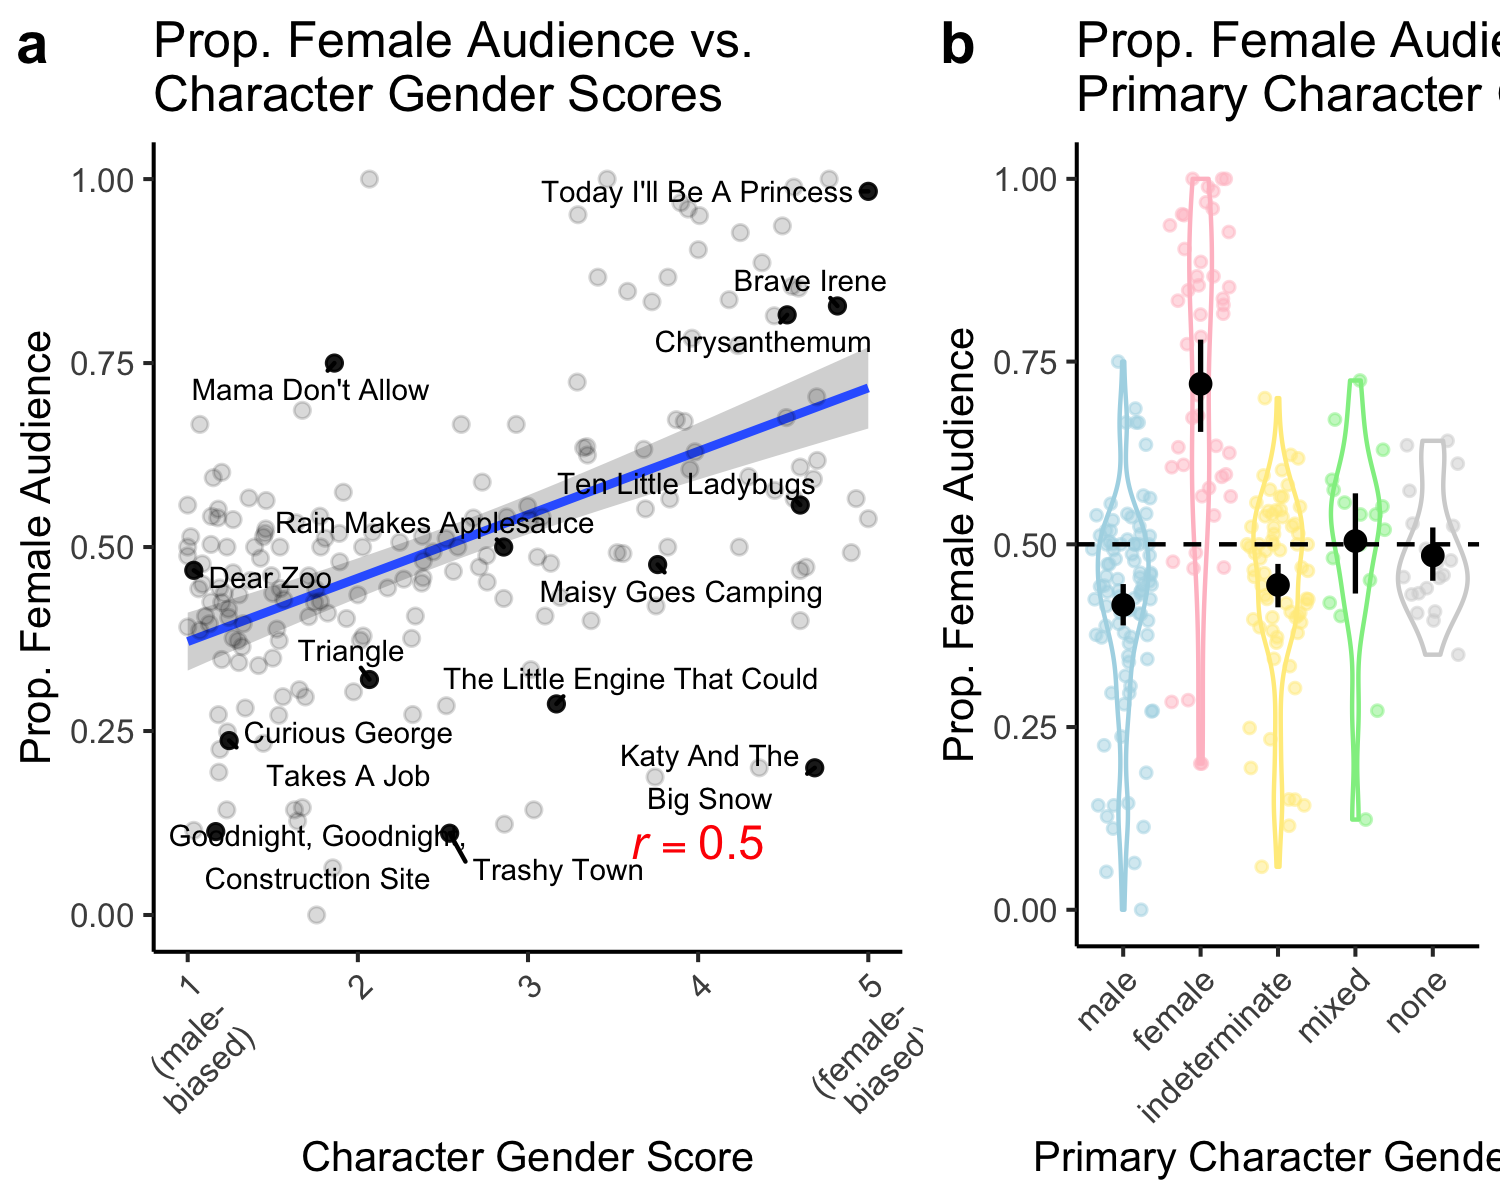 a
Prop. Female Audience vs.
Character Gender Scores
Prop. Female Audience
1.00
0.75
0.50
0.25
0.00
Today I'll Be A Princess
Brave Irene
Chrysanthemum
Mama Don't Allow
Ten Little Ladybugs
Rain Makes Applesauce
Dear Zoo
Maisy Goes Camping
Triangle
The Little Engine That Could
Curious George
Takes A Job
Katy And The
Big Snow
Goodnight, Goodnight,
Construction Site
Trashy Town
r = 0.5
1
(male-
biased)
2
3
4
5
(female-
biased)
Character Gender Score
b
Prop. Female Audie
Primary Character
Prop. Female Audience
1.00
0.75
0.50
0.25
0.00
male
female
indeterminate
mixed
none
Primary Character Gende